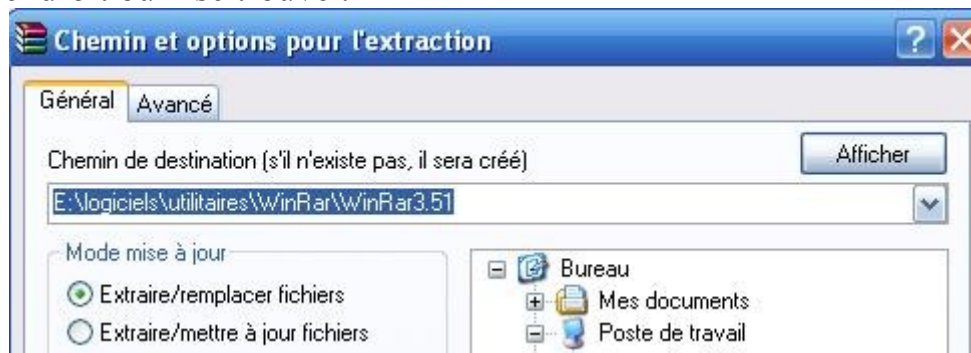 Chemin et options pour l'extraction
Général Avancé
Chemin de destination (s'il n'existe pas, il sera créé)
Afficher
E:\logiciels\utilitaires\WinRar\WinRar3.51
Mode mise à jour
Extraire/remplacer fichiers
Extraire/mettre à jour fichiers
Bureau
Mes documents
Poste de travail